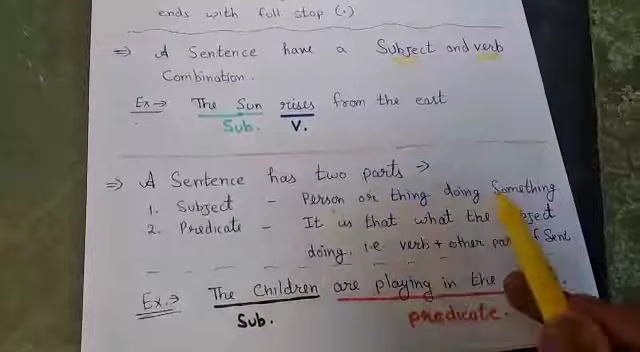 ends with full stop (.)
⇒ A Sentence have a Subject and verb
Combination.
Ex → The Sun rises from the east
Sub. V.
⇒ A Sentence has two parts →
1. Subject - Person or thing doing Something
2. Predicate - It is that what the
doing. i.e. verb + other of Sent
Ex. → The Children are playing in the
Sub. predicate.